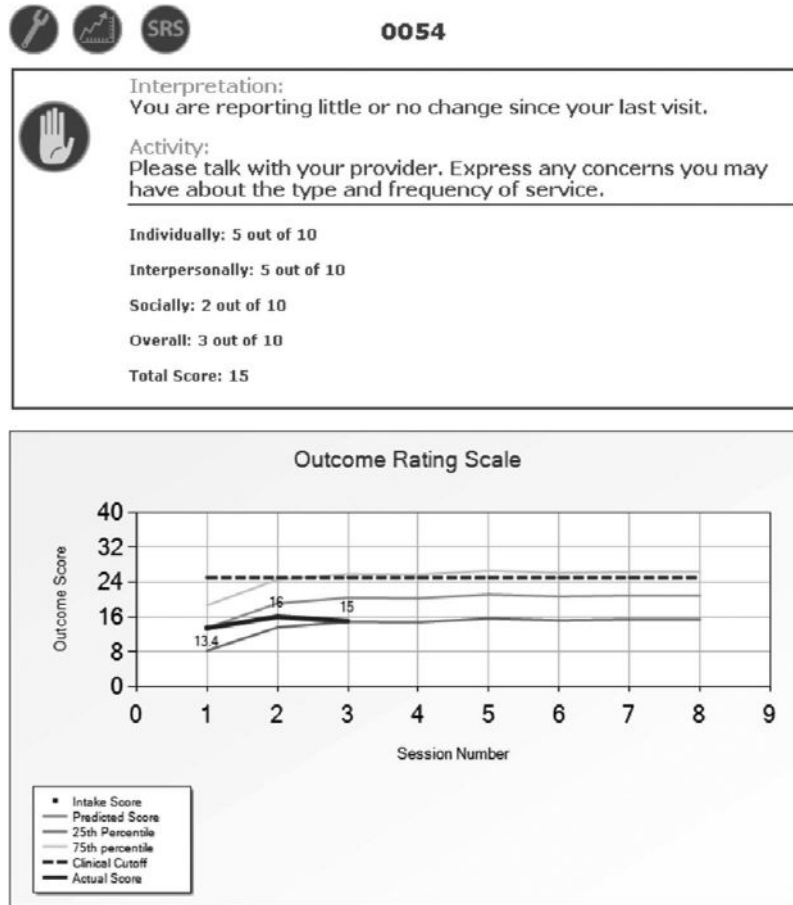 SRS
0054
Interpretation:
You are reporting little or no change since your last visit.
Activity:
Please talk with your provider. Express any concerns you may
have about the type and frequency of service.
Individually: 5 out of 10
Interpersonally: 5 out of 10
Socially: 2 out of 10
Overall: 3 out of 10
Total Score: 15
Outcome Rating Scale
Outcome Score
40
32
24
16
8
0
13.4
16
15
0 1 2 3 4 5 6 7 8 9
Session Number
Intake Score
Predicted Score
25th Percentile
75th percentile
Clinical Cutoff
Actual Score